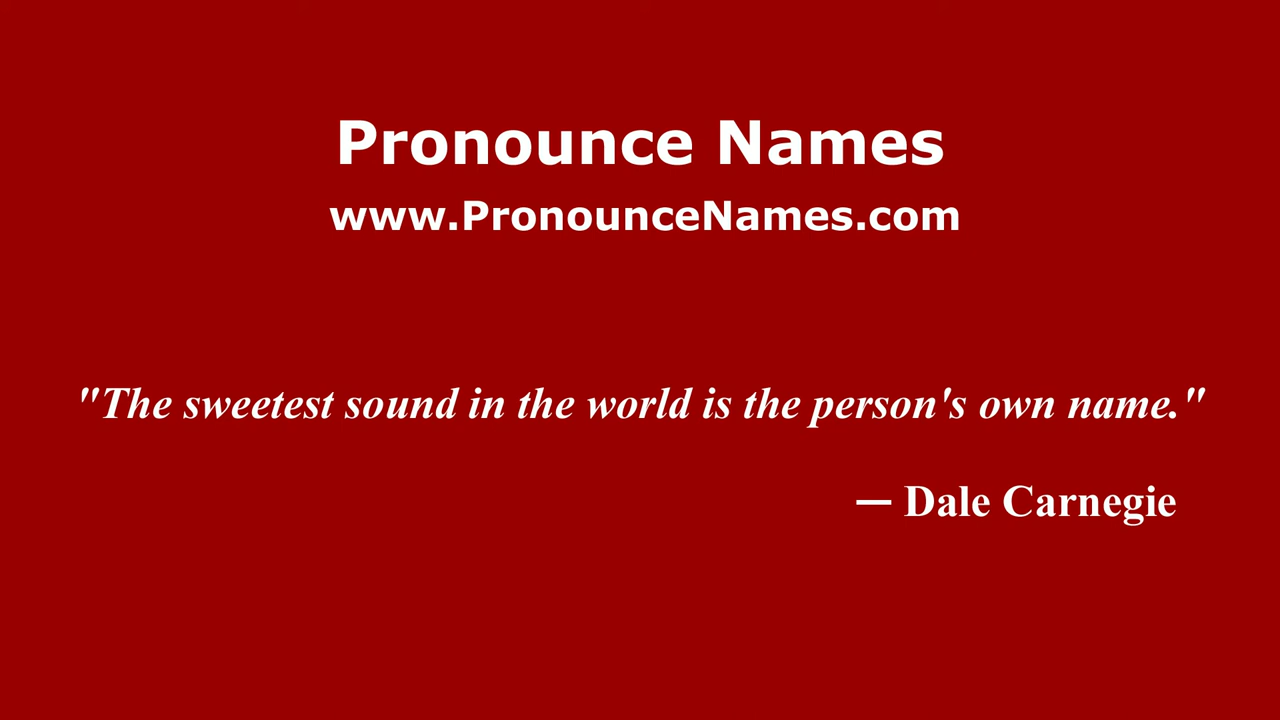 Pronounce Names
www.PronounceNames.com
"The sweetest sound in the world is the person's own name."
— Dale Carnegie